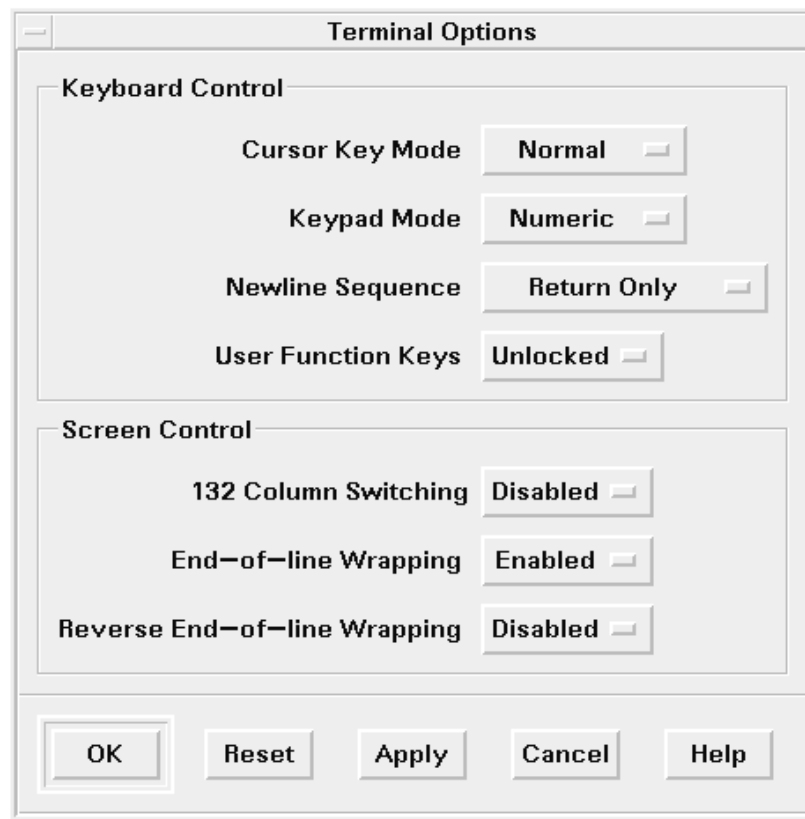 Terminal Options
Keyboard Control
Cursor Key Mode Normal
Keypad Mode Numeric
Newline Sequence Return Only
User Function Keys Unlocked
Screen Control
132 Column Switching Disabled
End-of-line Wrapping Enabled
Reverse End-of-line Wrapping Disabled
OK Reset Apply Cancel Help